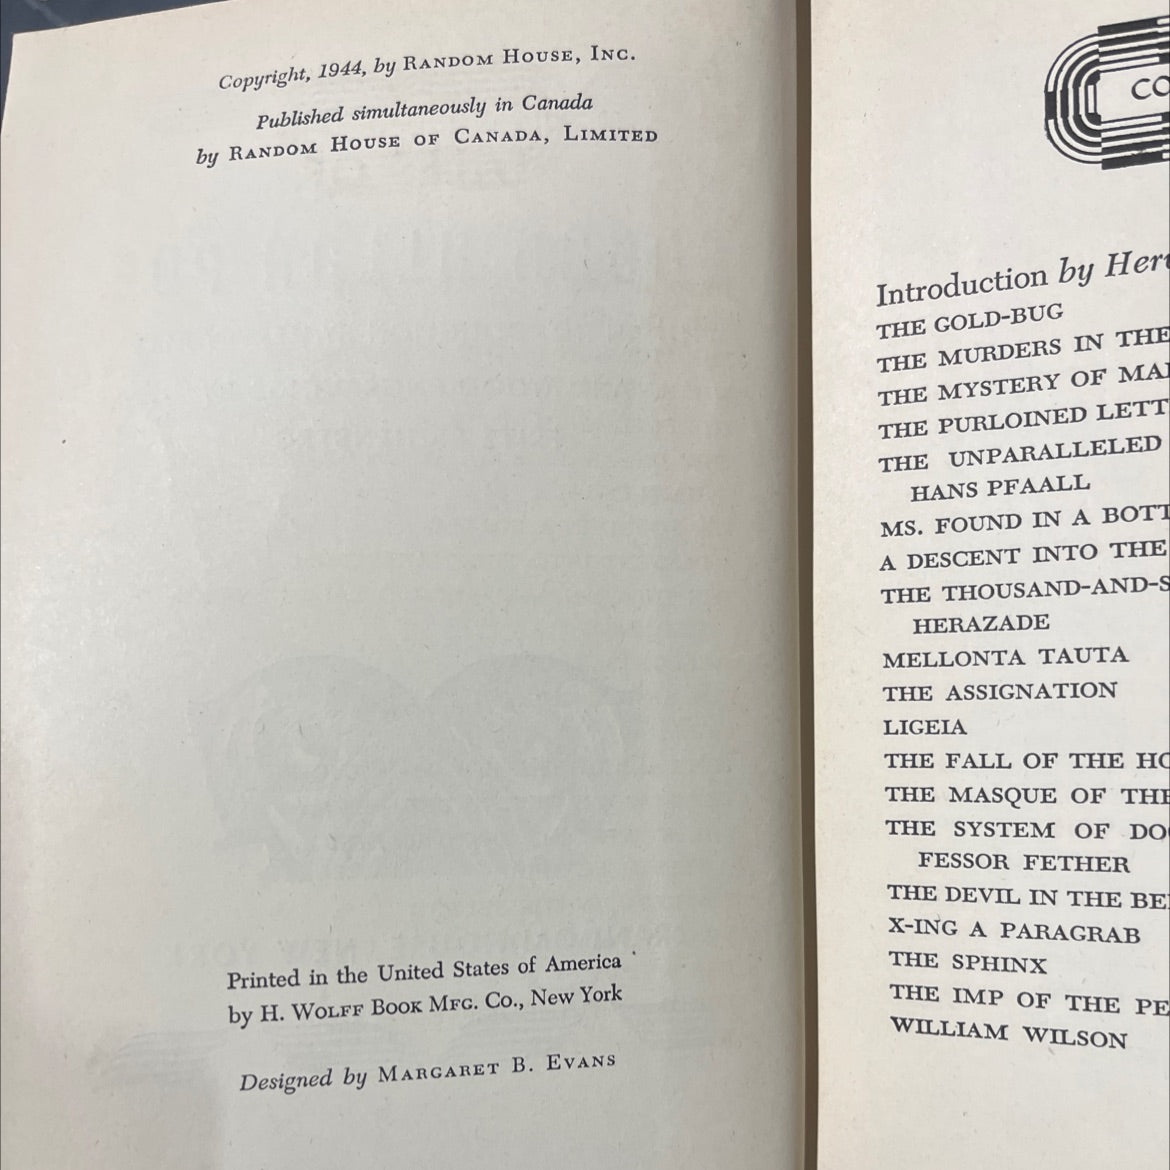 Copyright, 1944, by RANDOM HOUSE, INC.
Published simultaneously in Canada
by RANDOM HOUSE OF CANADA, LIMITED
Printed in the United States of America
by H. WOLFF BOOK MFG. CO., New York
Designed by MARGARET B. EVANS
CO
Introduction by Her
THE GOLD-BUG
THE MURDERS IN THE
THE MYSTERY OF MA
THE PURLOINED LETT
THE UNPARALLELED
HANS PFAALL
MS. FOUND IN A BOTT
A DESCENT INTO THE
THE THOUSAND-AND-S
HERAZADE
MELLONTA TAUTA
THE ASSIGNATION
LIGEIA
THE FALL OF THE HO
THE MASQUE OF THE
THE SYSTEM OF DO
FESSOR FETHER
THE DEVIL IN THE BE
X-ING A PARAGRAB
THE SPHINX
THE IMP OF THE PE
WILLIAM WILSON